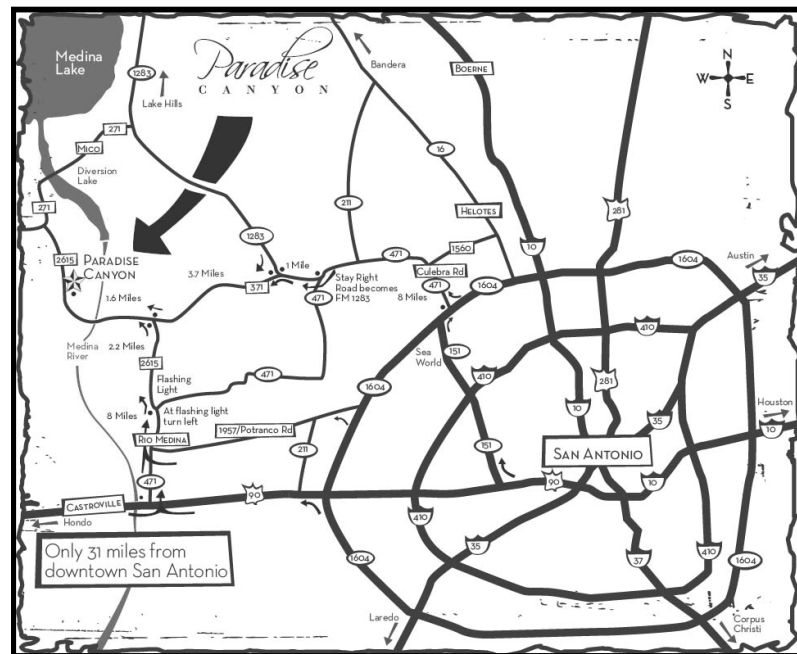 Medina
Lake
1283
Lake Hills
Paradise
CANYON
Bandera
BOERNE
N
W E
S
271
MICO
Diversion
Lake
271
16
211
HELOTES
281
1283
2615
PARADISE
CANYON
3.7 Miles
1 Mile
371
Stay Right
Road becomes
FM 1283
471
471
1560
Culebra Rd
471
8 Miles
10
1604
1604
Austin
35
1.6 Miles
Medina
River
2.2 Miles
2615
Flashing
Light
471
Sea
World
151
410
410
281
1604
8 Miles
At flashing light
turn left
RIO MEDINA
1957/Potranco Rd
211
10
35
Houston
10
151
SAN ANTONIO
471
CASTROVILLE
90
90
10
10
Hondo
410
Only 31 miles from
downtown San Antonio
1604
35
37
410
1604
Laredo
Corpus
Christi